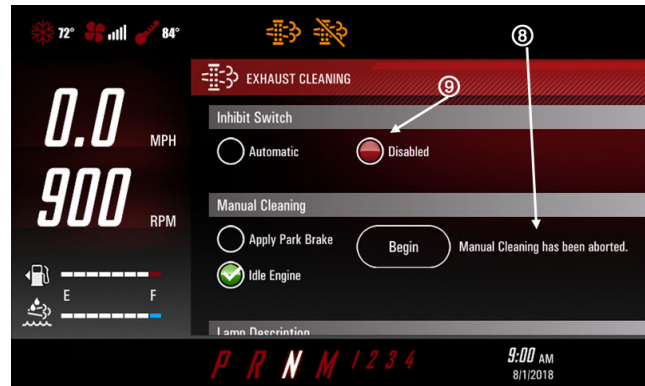 72° 84° ⑧
EXHAUST CLEANING ⑨
Inhibit Switch
Automatic Disabled
0.0 MPH
Manual Cleaning
900 RPM
Apply Park Brake Begin Manual Cleaning has been aborted.
Idle Engine
E F
Lamp Description
P R N M 1 2 3 4
9:00 AM
8/1/2018